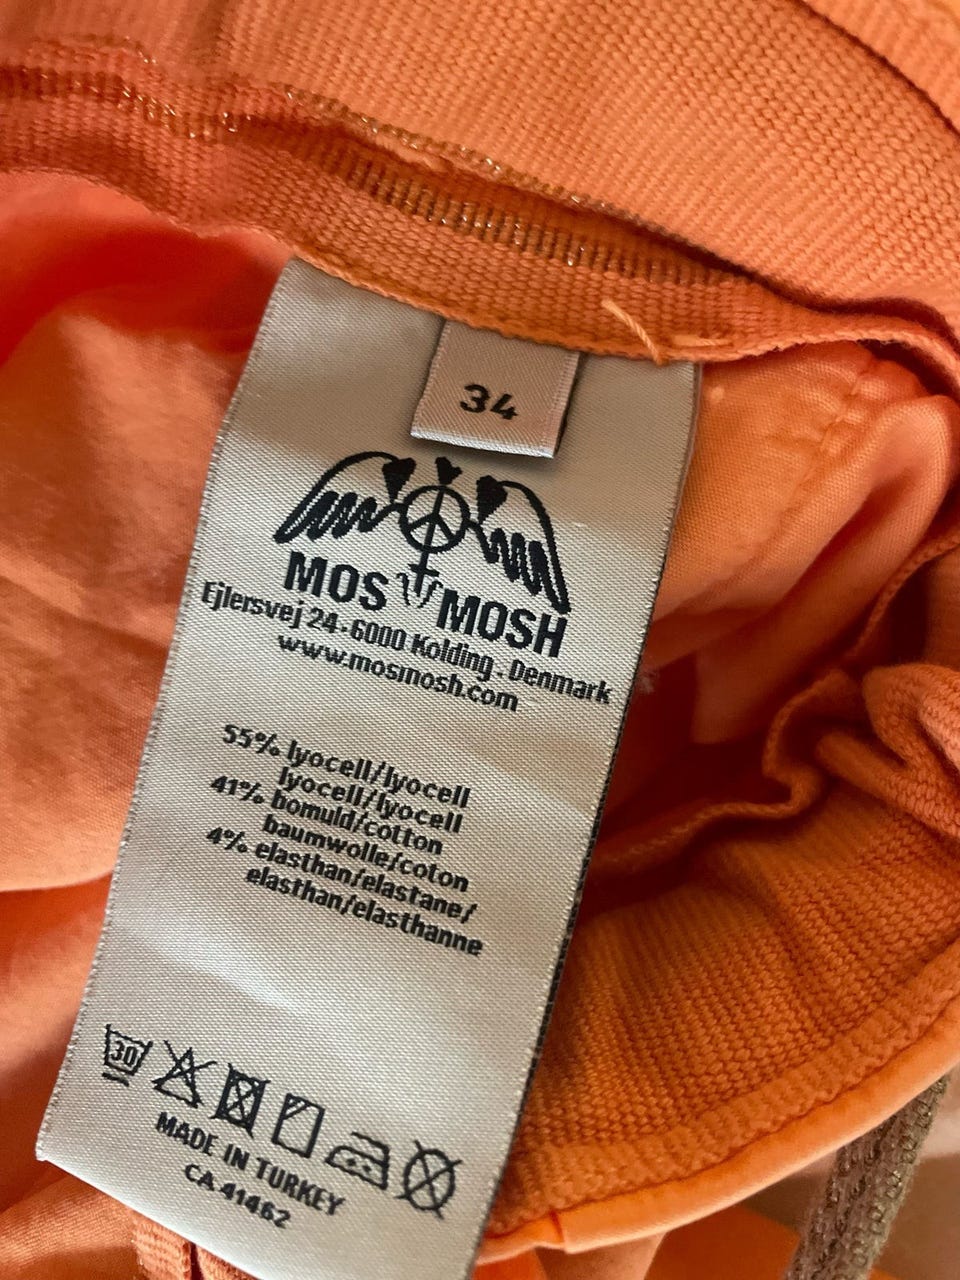 34
MOS MOSH
Ejlersvej 24·6000 Kolding . Denmark
www.mosmosh.com
55% lyocell/lyocell
lyocell/lyocell
41% bomuld/cotton
baumwolle/coton
4% elasthan/elastane/
elasthan/elasthanne
30
MADE IN TURKEY
CA 41462